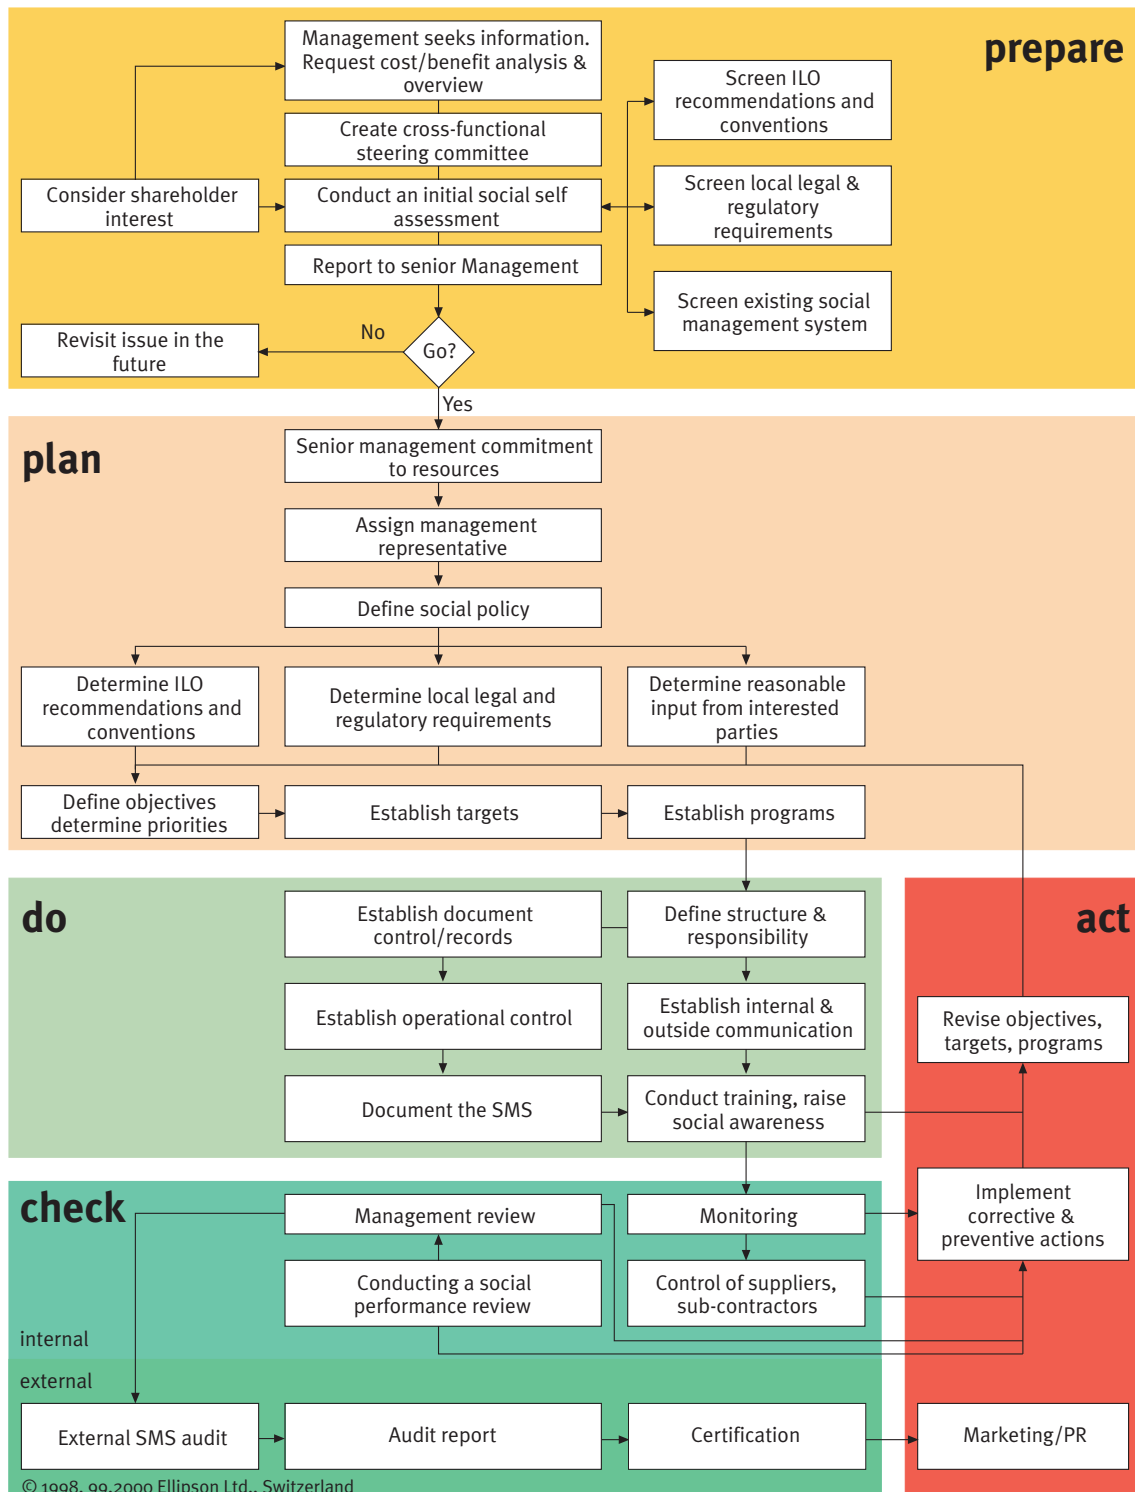 prepare
Management seeks information.
Request cost/benefit analysis &
overview
Screen ILO
recommendations and
conventions
Create cross-functional
steering committee
Consider shareholder
interest
Conduct an initial social self
assessment
Screen local legal &
regulatory
requirements
Report to senior Management
Screen existing social
management system
Revisit issue in the
future
No
Go?
Yes
plan
Senior management commitment
to resources
Assign management
representative
Define social policy
Determine ILO
recommendations and
conventions
Determine local legal and
regulatory requirements
Determine reasonable
input from interested
parties
Define objectives
determine priorities
Establish targets
Establish programs
do
Establish document
control/records
Define structure &
responsibility
act
Establish operational control
Establish internal &
outside communication
Revise objectives,
targets, programs
Document the SMS
Conduct training, raise
social awareness
check
Management review
Monitoring
Implement
corrective &
preventive actions
Conducting a social
performance review
Control of suppliers,
sub-contractors
internal
external
External SMS audit
Audit report
Certification
Marketing/PR
© 1998, 99,2000 Ellipson Ltd., Switzerland